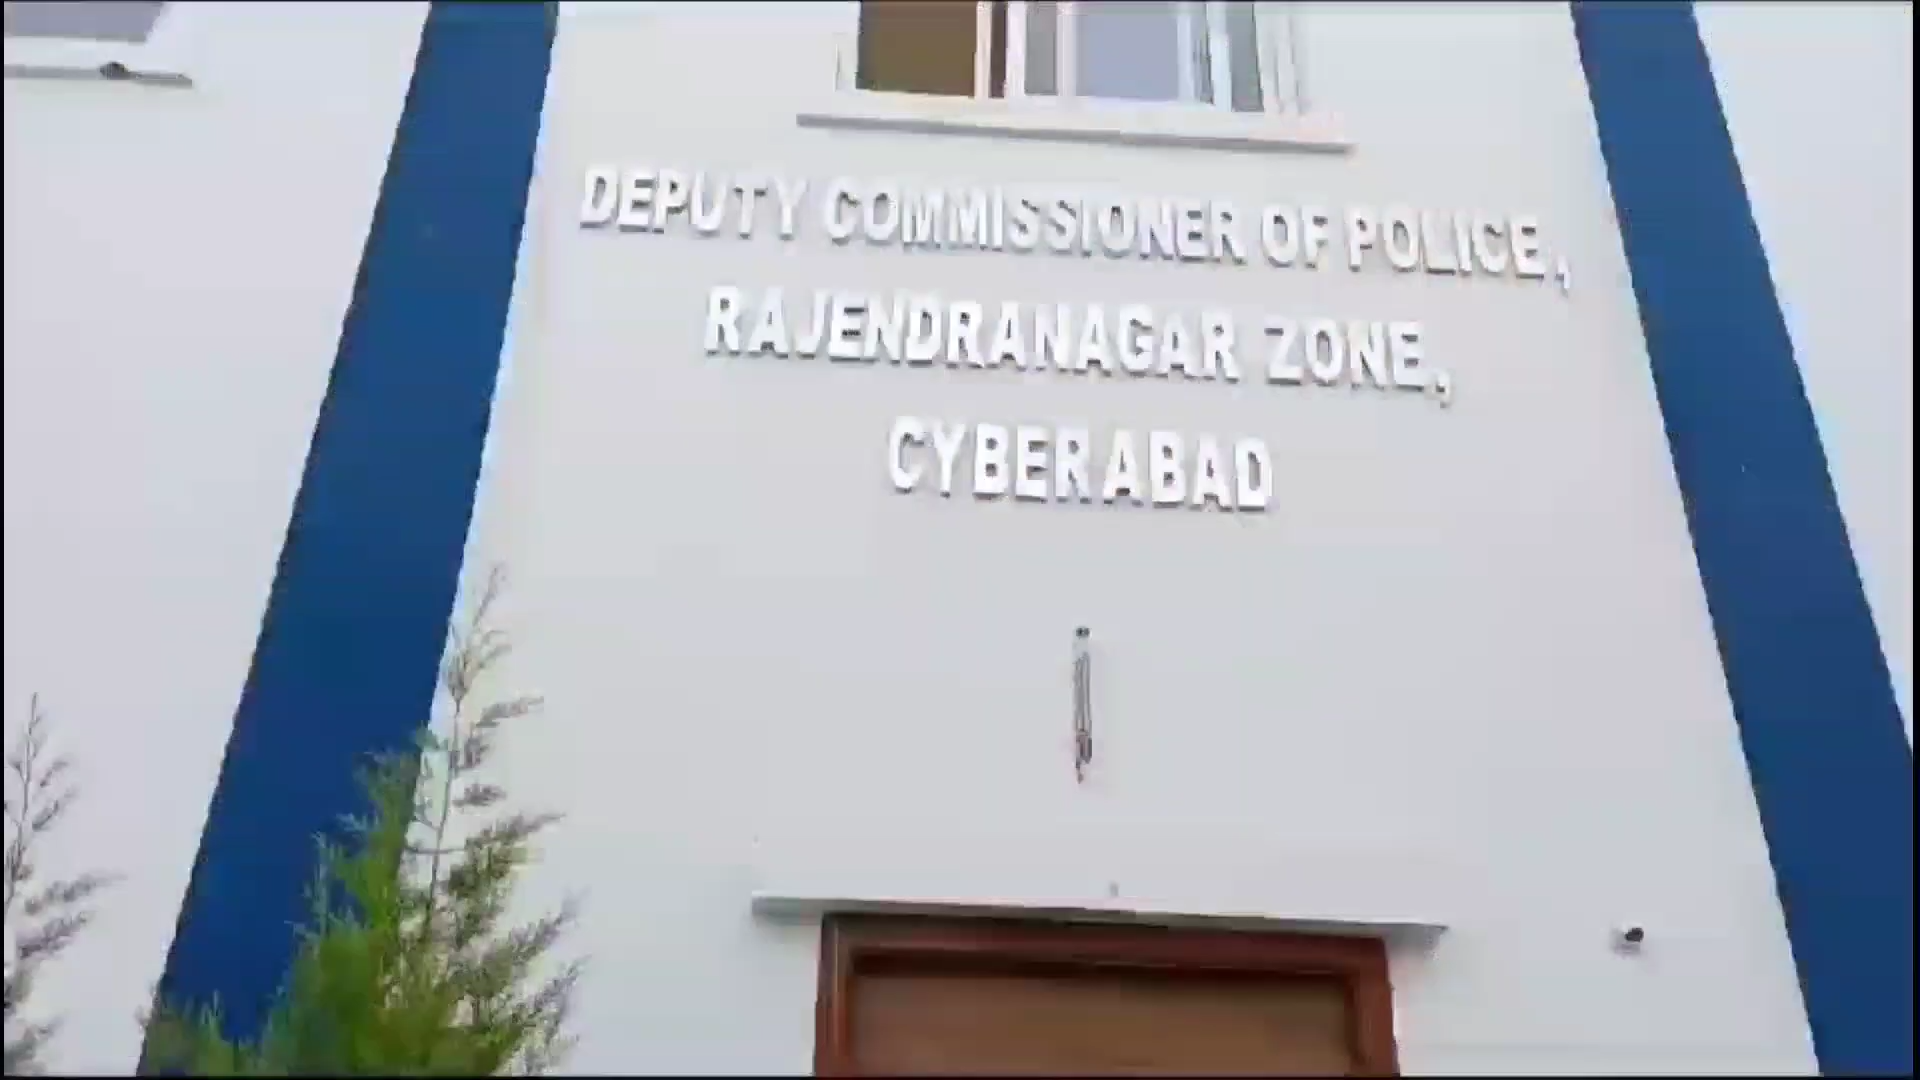 DEPUTY COMMISSIONER OF POLICE,
RAJENDRANAGAR ZONE,
CYBERABAD